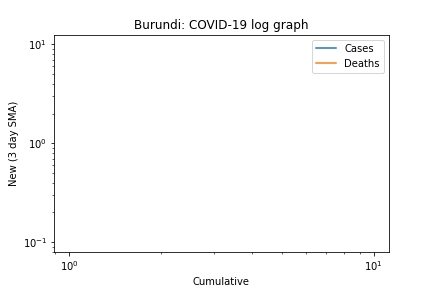 Burundi: COVID-19 log graph
Cases
Deaths
New (3 day SMA)
10¹
10⁰
10⁻¹
10⁰
10¹
Cumulative